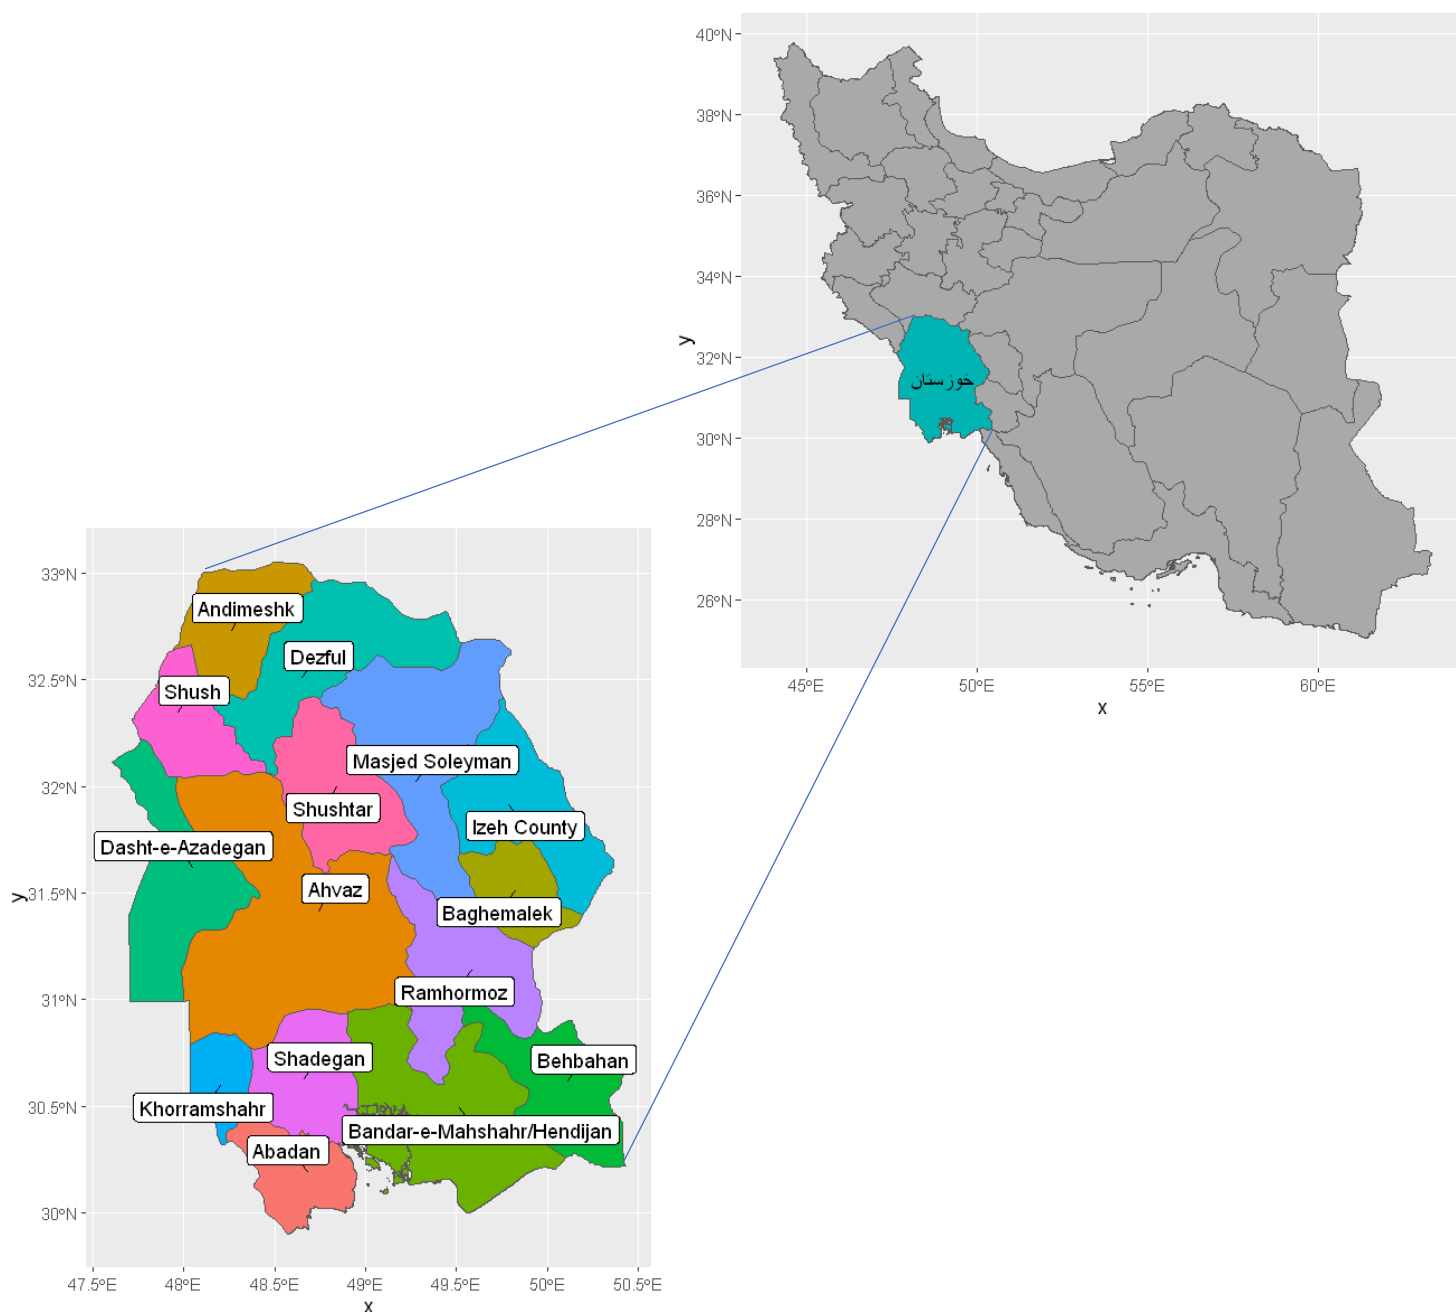 40°N
38°N
36°N
34°N
32°N
30°N
28°N
26°N
y
خوزستان
45°E
50°E
55°E
60°E
x
33°N
32.5°N
32°N
31.5°N
31°N
30.5°N
30°N
y
Andimeshk
Dezful
Shush
Masjed Soleyman
Shushtar
Izeh County
Dasht-e-Azadegan
Ahvaz
Baghemalek
Ramhormoz
Shadegan
Behbahan
Khorramshahr
Bandar-e-Mahshahr/Hendijan
Abadan
47.5°E
48°E
48.5°E
49°E
49.5°E
50°E
50.5°E
x